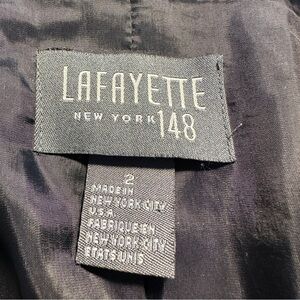 LAFAYETTE
NEW YORK 148
2
MADE IN
NEW YORK CITY
U.S.A.
FABRIQUE EN
NEW YORK CITY
ETATS UNIS